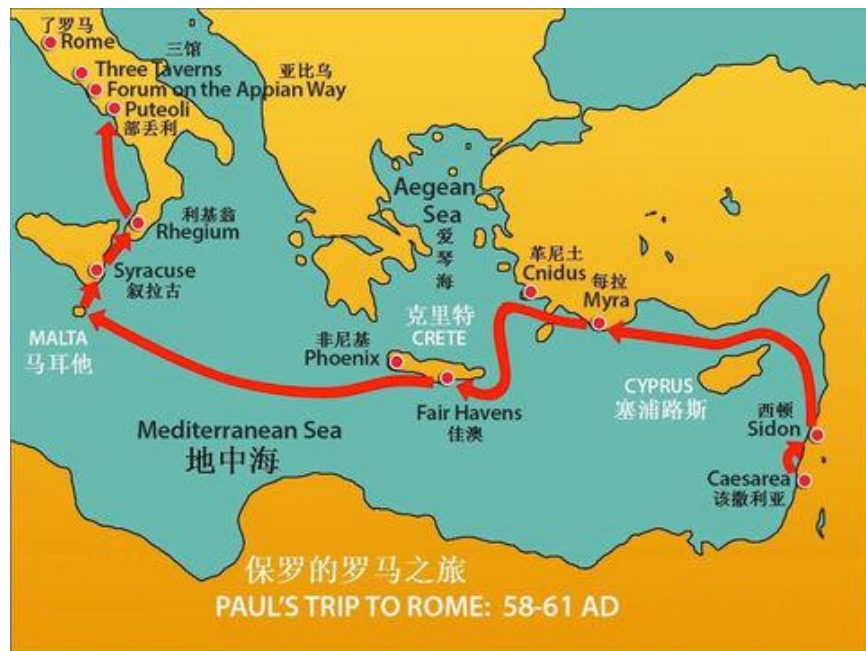 了罗马
Rome
三馆
Three Taverns
亚比乌
Forum on the Appian Way
Puteoli
部丢利
Aegean
Sea
爱
琴
海
利基翁
Rhegium
革尼土
Cnidus
每拉
Myra
Syracuse
叙拉古
克里特
CRETE
MALTA
马耳他
非尼基
Phoenix
CYPRUS
塞浦路斯
西顿
Sidon
Fair Havens
佳澳
Mediterranean Sea
地中海
Caesarea
该撒利亚
保罗的罗马之旅
PAUL'S TRIP TO ROME: 58-61 AD